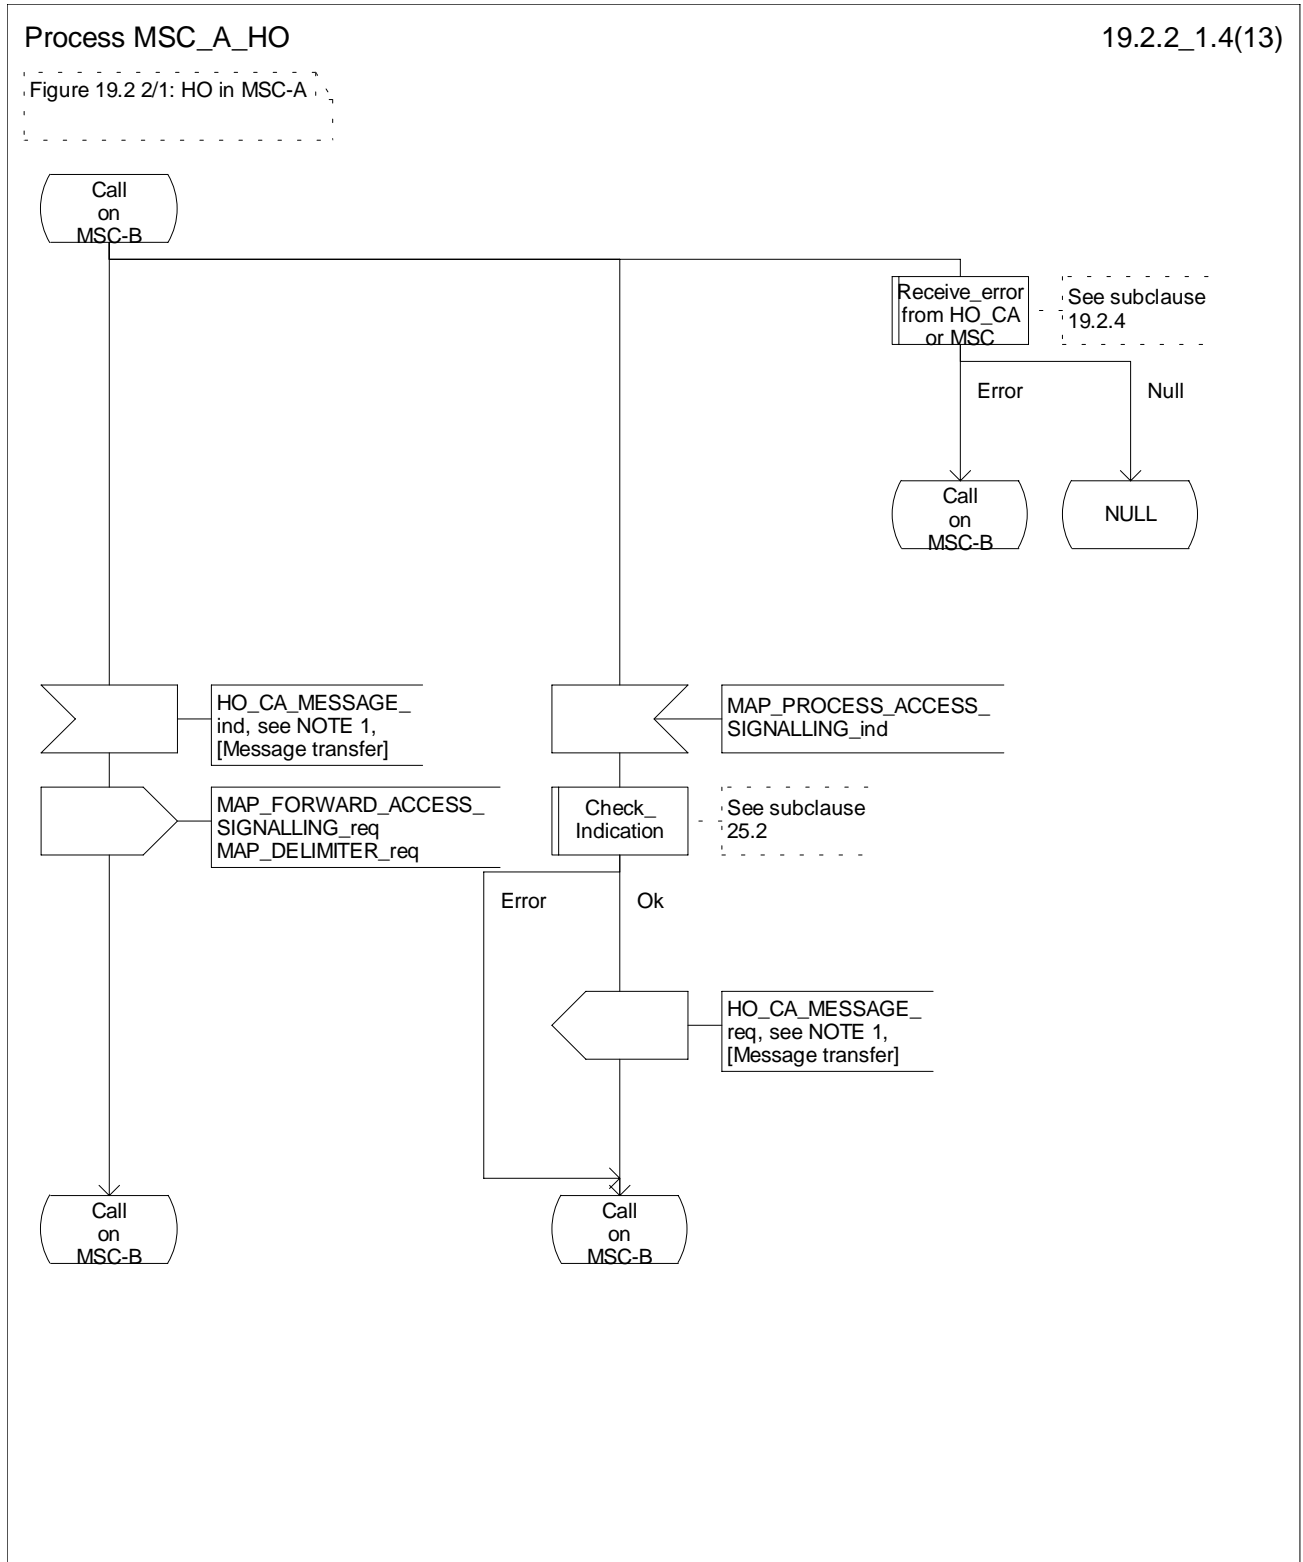 Process MSC_A_HO
19.2.2_1.4(13)
Figure 19.2 2/1: HO in MSC-A
Call
on
MSC-B
Receive_error
from HO_CA
or MSC
See subclause
19.2.4
Error
Null
Call
on
MSC-B
NULL
HO_CA_MESSAGE_
ind, see NOTE 1,
[Message transfer]
MAP_PROCESS_ACCESS_
SIGNALLING_ind
MAP_FORWARD_ACCESS_
SIGNALLING_req
MAP_DELIMITER_req
Check_
Indication
See subclause
25.2
Error
Ok
HO_CA_MESSAGE_
req, see NOTE 1,
[Message transfer]
Call
on
MSC-B
Call
on
MSC-B